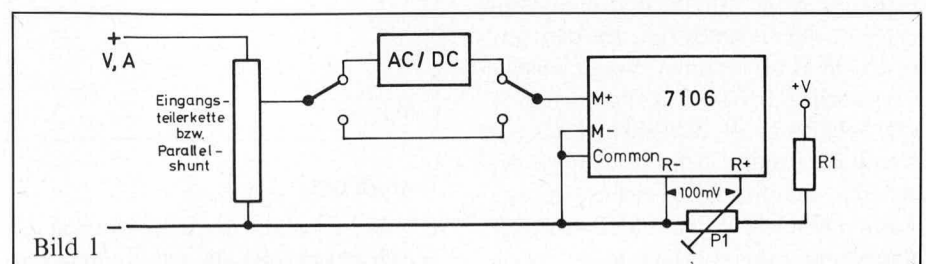 +
V, A
Eingangs-
teilerkette
bzw.
Parallel-
shunt
AC/ DC
7106
M+
M-
Common
R-
R+
100mV
P1
+V
R1
Bild 1
–